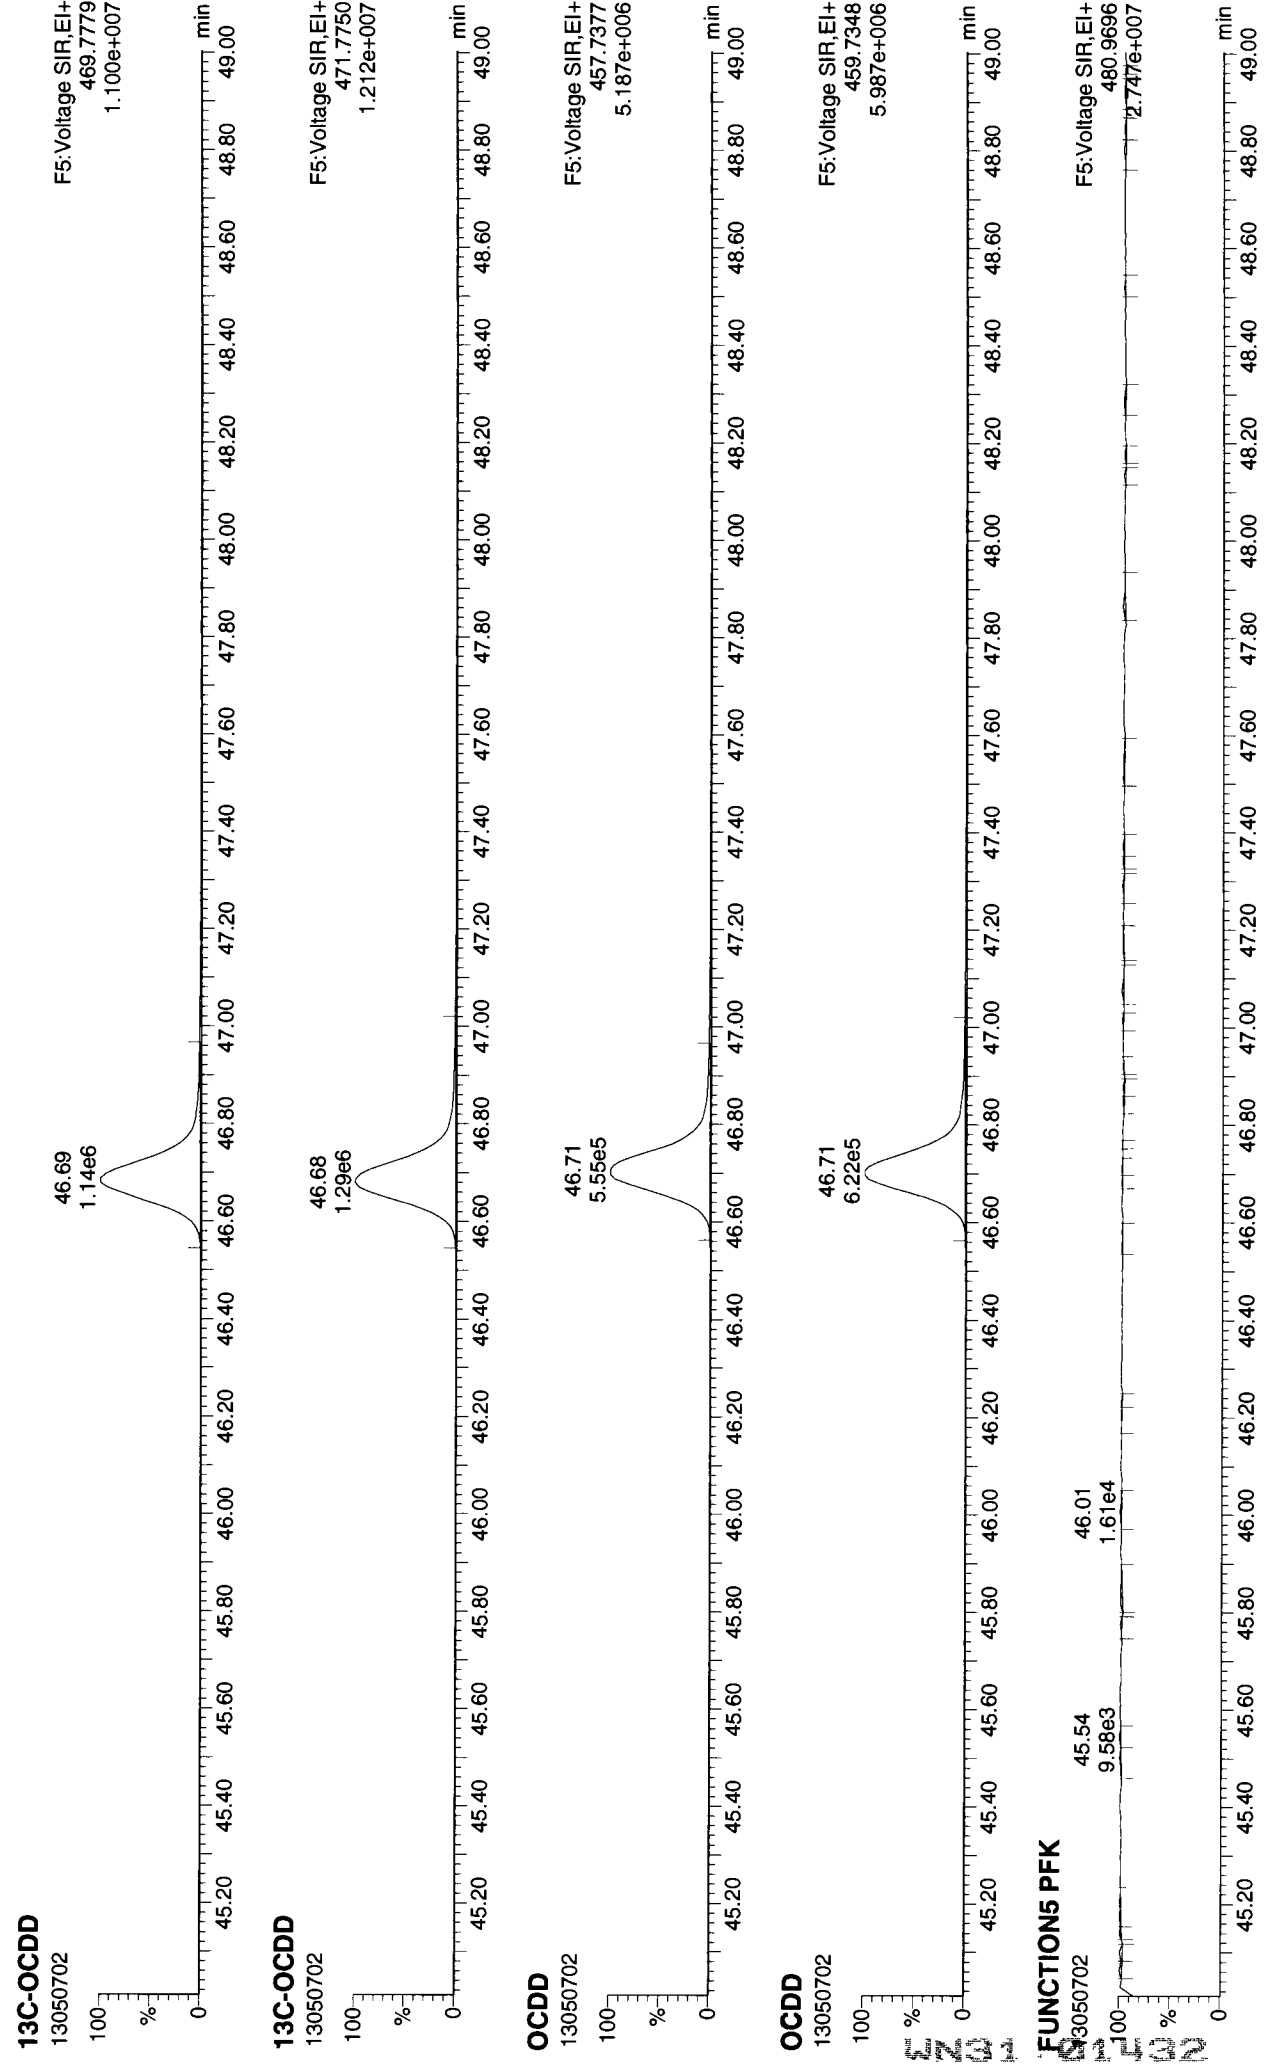 13C-OCDD
13050702
F5:Voltage SIR,EI+
469.7779
1.100e+007
46.69
1.14e6
100
%
0
45.20 45.40 45.60 45.80 46.00 46.20 46.40 46.60 46.80 47.00 47.20 47.40 47.60 47.80 48.00 48.20 48.40 48.60 48.80 49.00
min
13C-OCDD
13050702
F5:Voltage SIR,EI+
471.7750
1.212e+007
46.68
1.29e6
100
%
0
45.20 45.40 45.60 45.80 46.00 46.20 46.40 46.60 46.80 47.00 47.20 47.40 47.60 47.80 48.00 48.20 48.40 48.60 48.80 49.00
min
OCDD
13050702
F5:Voltage SIR,EI+
457.7377
5.187e+006
46.71
5.55e5
100
%
0
45.20 45.40 45.60 45.80 46.00 46.20 46.40 46.60 46.80 47.00 47.20 47.40 47.60 47.80 48.00 48.20 48.40 48.60 48.80 49.00
min
OCDD
13050702
F5:Voltage SIR,EI+
459.7348
5.987e+006
46.71
6.22e5
100
%
0
45.20 45.40 45.60 45.80 46.00 46.20 46.40 46.60 46.80 47.00 47.20 47.40 47.60 47.80 48.00 48.20 48.40 48.60 48.80 49.00
min
FUNCTION5 PFK
13050702
F5:Voltage SIR,EI+
480.9696
2.747e+007
45.54
9.58e3
46.01
1.61e4
100
%
0
45.20 45.40 45.60 45.80 46.00 46.20 46.40 46.60 46.80 47.00 47.20 47.40 47.60 47.80 48.00 48.20 48.40 48.60 48.80 49.00
min
WN31 01432